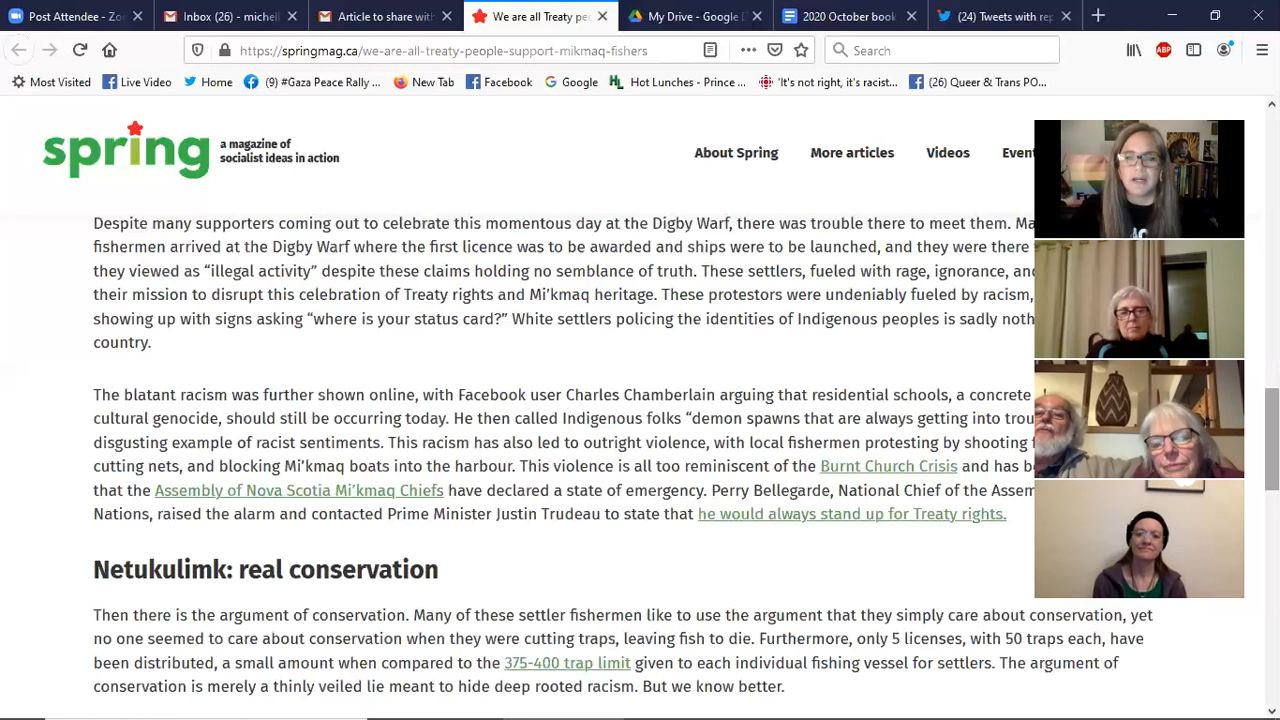 Post Attendee - Zoo
Inbox (26) - michell
Article to share with
We are all Treaty pe
My Drive - Google D
2020 October book
(24) Tweets with rep
https://springmag.ca/we-are-all-treaty-people-support-mikmaq-fishers
Search
ABP
Most Visited
Live Video
Home
#Gaza Peace Rally ...
New Tab
Facebook
Google
Hot Lunches - Prince ...
'It's not right, it's racist...
(26) Queer & Trans PO...
spring
a magazine of
socialist ideas in action
About Spring
More articles
Videos
Event
Despite many supporters coming out to celebrate this momentous day at the Digby Warf, there was trouble there to meet them. Ma
fishermen arrived at the Digby Warf where the first licence was to be awarded and ships were to be launched, and they were there
they viewed as “illegal activity” despite these claims holding no semblance of truth. These settlers, fueled with rage, ignorance, and
their mission to disrupt this celebration of Treaty rights and Mi’kmaq heritage. These protestors were undeniably fueled by racism,
showing up with signs asking “where is your status card?” White settlers policing the identities of Indigenous peoples is sadly noth
country.
The blatant racism was further shown online, with Facebook user Charles Chamberlain arguing that residential schools, a concrete
cultural genocide, should still be occurring today. He then called Indigenous folks “demon spawns that are always getting into trou
disgusting example of racist sentiments. This racism has also led to outright violence, with local fishermen protesting by shooting
cutting nets, and blocking Mi’kmaq boats into the harbour. This violence is all too reminiscent of the Burnt Church Crisis and has b
that the Assembly of Nova Scotia Mi’kmaq Chiefs have declared a state of emergency. Perry Bellegarde, National Chief of the Assem
Nations, raised the alarm and contacted Prime Minister Justin Trudeau to state that he would always stand up for Treaty rights.
Netukulimk: real conservation
Then there is the argument of conservation. Many of these settler fishermen like to use the argument that they simply care about conservation, yet
no one seemed to care about conservation when they were cutting traps, leaving fish to die. Furthermore, only 5 licenses, with 50 traps each, have
been distributed, a small amount when compared to the 375-400 trap limit given to each individual fishing vessel for settlers. The argument of
conservation is merely a thinly veiled lie meant to hide deep rooted racism. But we know better.